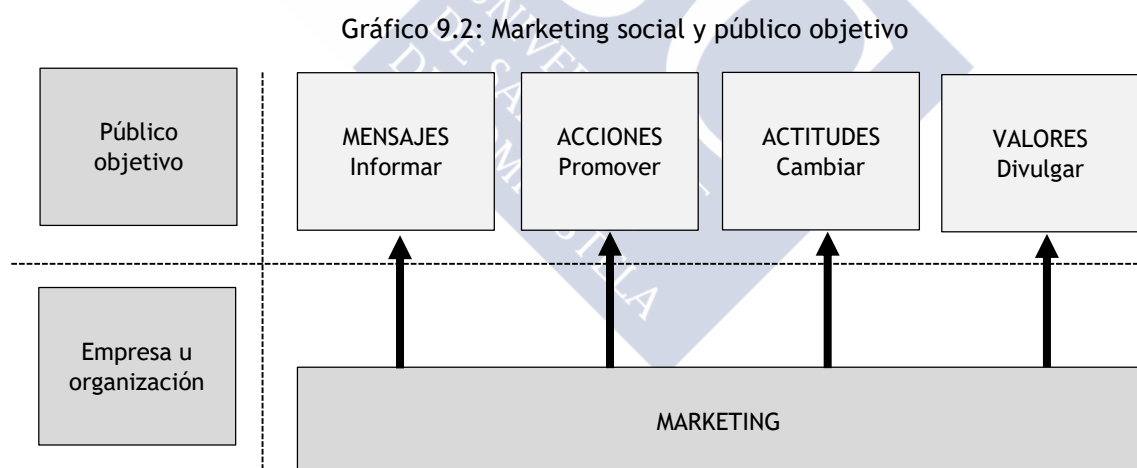 Gráfico 9.2: Marketing social y público objetivo
Público
objetivo
MENSAJES
Informar
ACCIONES
Promover
ACTITUDES
Cambiar
VALORES
Divulgar
Empresa u
organización
MARKETING